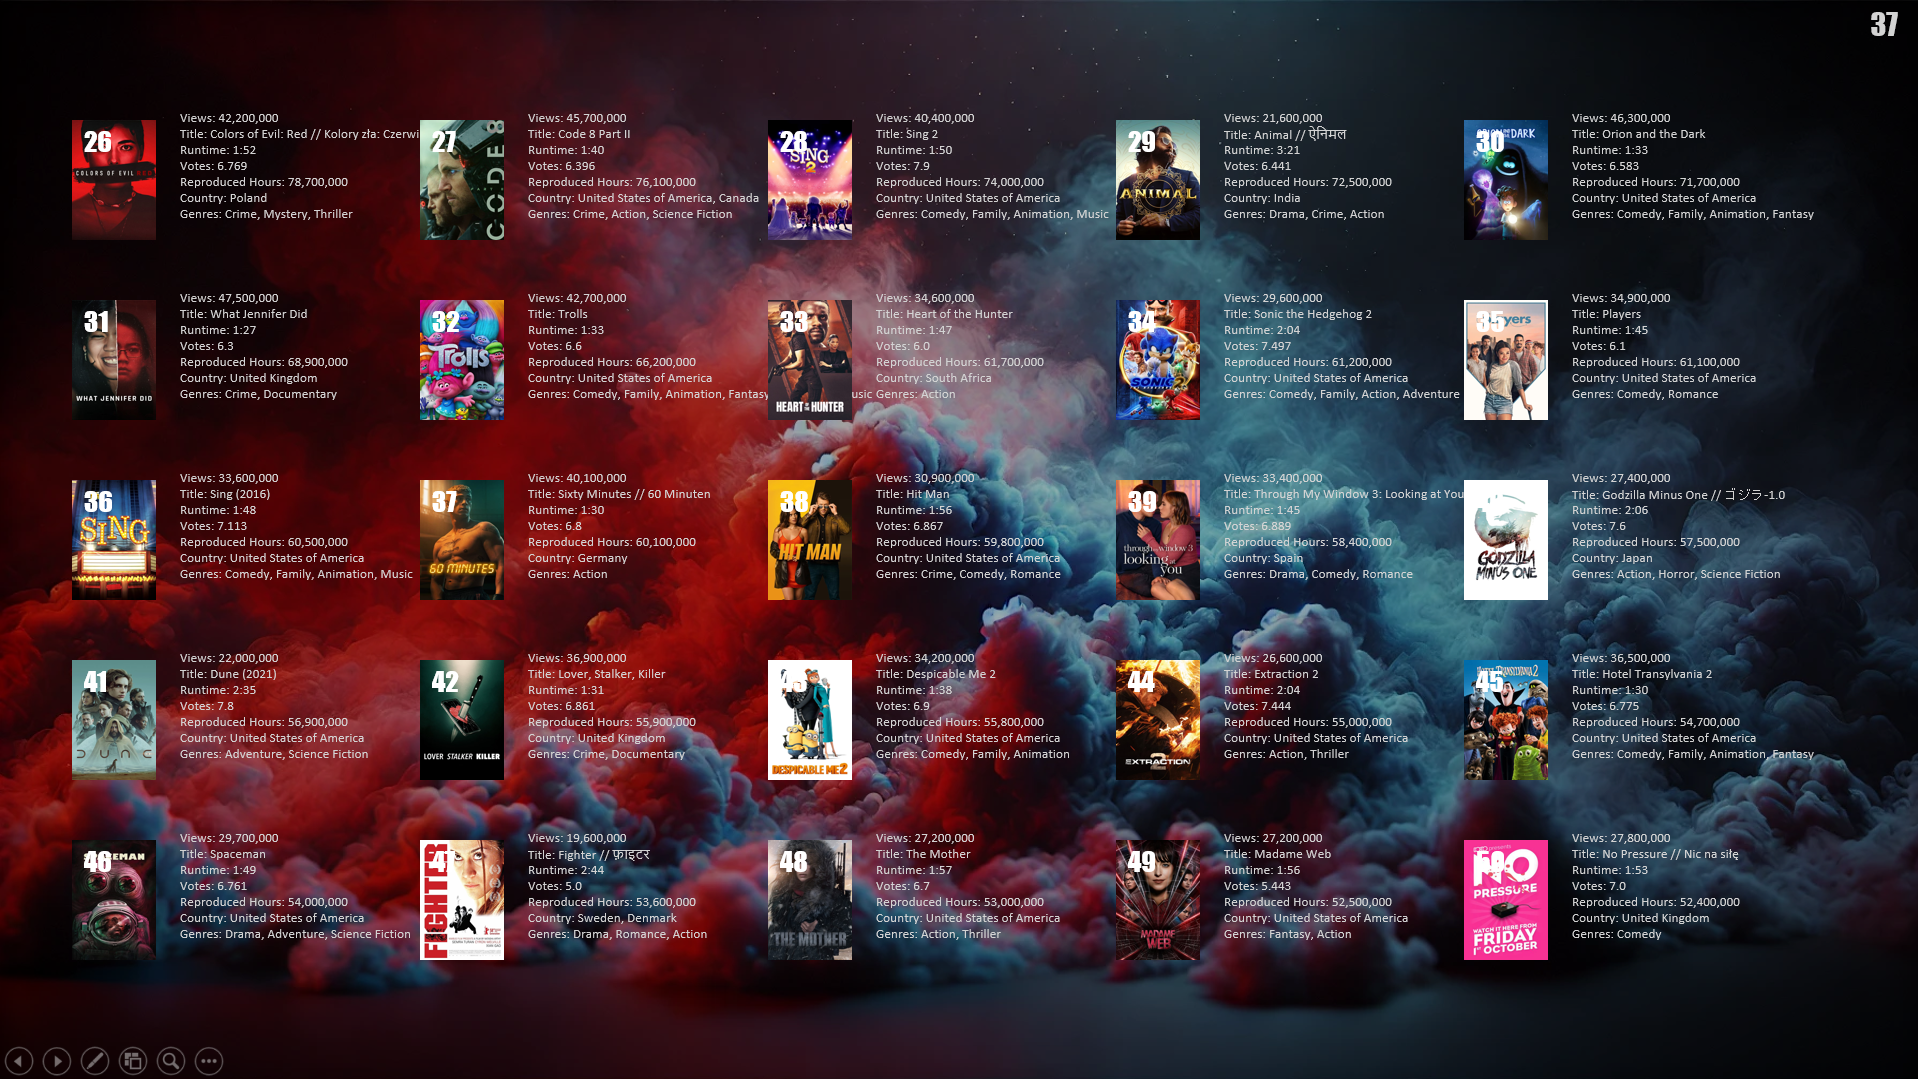 37
26
Views: 42,200,000
Title: Colors of Evil: Red // Kolory zła: Czerwi
Runtime: 1:52
Votes: 6.769
Reproduced Hours: 78,700,000
Country: Poland
Genres: Crime, Mystery, Thriller
COLORS OF EVIL RED
27
CODE 8
Views: 45,700,000
Title: Code 8 Part II
Runtime: 1:40
Votes: 6.396
Reproduced Hours: 76,100,000
Country: United States of America, Canada
Genres: Crime, Action, Science Fiction
28
SING
2
Views: 40,400,000
Title: Sing 2
Runtime: 1:50
Votes: 7.9
Reproduced Hours: 74,000,000
Country: United States of America
Genres: Comedy, Family, Animation, Music
29
ANIMAL
Views: 21,600,000
Title: Animal // ऐनिमल
Runtime: 3:21
Votes: 6.441
Reproduced Hours: 72,500,000
Country: India
Genres: Drama, Crime, Action
30
DARK
Views: 46,300,000
Title: Orion and the Dark
Runtime: 1:33
Votes: 6.583
Reproduced Hours: 71,700,000
Country: United States of America
Genres: Comedy, Family, Animation, Fantasy
31
WHAT JENNIFER DID
Views: 47,500,000
Title: What Jennifer Did
Runtime: 1:27
Votes: 6.3
Reproduced Hours: 68,900,000
Country: United Kingdom
Genres: Crime, Documentary
32
Trolls
Views: 42,700,000
Title: Trolls
Runtime: 1:33
Votes: 6.6
Reproduced Hours: 66,200,000
Country: United States of America
Genres: Comedy, Family, Animation, Fantasy usic
33
HEART OF THE HUNTER
Views: 34,600,000
Title: Heart of the Hunter
Runtime: 1:47
Votes: 6.0
Reproduced Hours: 61,700,000
Country: South Africa
Genres: Action
34
SONIC 2
Views: 29,600,000
Title: Sonic the Hedgehog 2
Runtime: 2:04
Votes: 7.497
Reproduced Hours: 61,200,000
Country: United States of America
Genres: Comedy, Family, Action, Adventure
35
yers
Views: 34,900,000
Title: Players
Runtime: 1:45
Votes: 6.1
Reproduced Hours: 61,100,000
Country: United States of America
Genres: Comedy, Romance
36
SING
Views: 33,600,000
Title: Sing (2016)
Runtime: 1:48
Votes: 7.113
Reproduced Hours: 60,500,000
Country: United States of America
Genres: Comedy, Family, Animation, Music
37
60 MINUTES
Views: 40,100,000
Title: Sixty Minutes // 60 Minuten
Runtime: 1:30
Votes: 6.8
Reproduced Hours: 60,100,000
Country: Germany
Genres: Action
38
HIT MAN
Views: 30,900,000
Title: Hit Man
Runtime: 1:56
Votes: 6.867
Reproduced Hours: 59,800,000
Country: United States of America
Genres: Crime, Comedy, Romance
39
through my window 3
looking at
you
Views: 33,400,000
Title: Through My Window 3: Looking at You
Runtime: 1:45
Votes: 6.889
Reproduced Hours: 58,400,000
Country: Spain
Genres: Drama, Comedy, Romance
GODZILLA
MINUS ONE
Views: 27,400,000
Title: Godzilla Minus One // ゴジラ-1.0
Runtime: 2:06
Votes: 7.6
Reproduced Hours: 57,500,000
Country: Japan
Genres: Action, Horror, Science Fiction
41
DUNC
Views: 22,000,000
Title: Dune (2021)
Runtime: 2:35
Votes: 7.8
Reproduced Hours: 56,900,000
Country: United States of America
Genres: Adventure, Science Fiction
42
LOVER STALKER KILLER
Views: 36,900,000
Title: Lover, Stalker, Killer
Runtime: 1:31
Votes: 6.861
Reproduced Hours: 55,900,000
Country: United Kingdom
Genres: Crime, Documentary
43
DESPICABLE ME 2
Views: 34,200,000
Title: Despicable Me 2
Runtime: 1:38
Votes: 6.9
Reproduced Hours: 55,800,000
Country: United States of America
Genres: Comedy, Family, Animation
44
EXTRACTION
2
Views: 26,600,000
Title: Extraction 2
Runtime: 2:04
Votes: 7.444
Reproduced Hours: 55,000,000
Country: United States of America
Genres: Action, Thriller
45
TRANSYLVANIA 2
Views: 36,500,000
Title: Hotel Transylvania 2
Runtime: 1:30
Votes: 6.775
Reproduced Hours: 54,700,000
Country: United States of America
Genres: Comedy, Family, Animation, Fantasy
46
EMAN
Views: 29,700,000
Title: Spaceman
Runtime: 1:49
Votes: 6.761
Reproduced Hours: 54,000,000
Country: United States of America
Genres: Drama, Adventure, Science Fiction
47
FIGHTER
Views: 19,600,000
Title: Fighter // फ़ाइटर
Runtime: 2:44
Votes: 5.0
Reproduced Hours: 53,600,000
Country: Sweden, Denmark
Genres: Drama, Romance, Action
48
THE MOTHER
Views: 27,200,000
Title: The Mother
Runtime: 1:57
Votes: 6.7
Reproduced Hours: 53,000,000
Country: United States of America
Genres: Action, Thriller
49
MADAME
WEB
Views: 27,200,000
Title: Madame Web
Runtime: 1:56
Votes: 5.443
Reproduced Hours: 52,500,000
Country: United States of America
Genres: Fantasy, Action
50
NO
PRESSURE
WATCH IT HERE FROM
FRIDAY
1ST OCTOBER
Views: 27,800,000
Title: No Pressure // Nic na siłę
Runtime: 1:53
Votes: 7.0
Reproduced Hours: 52,400,000
Country: United Kingdom
Genres: Comedy